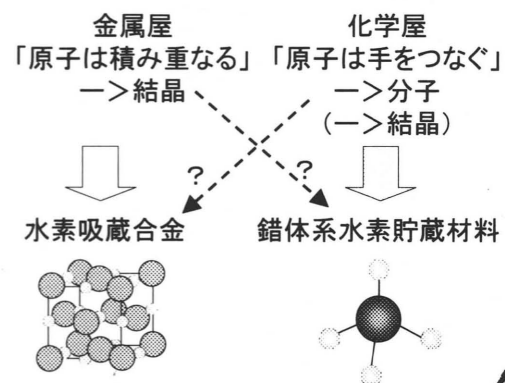 金属屋
「原子は積み重なる」
ー>結晶
化学屋
「原子は手をつなぐ」
ー>分子
(ー>結晶)
?
?
水素吸蔵合金
錯体系水素貯蔵材料